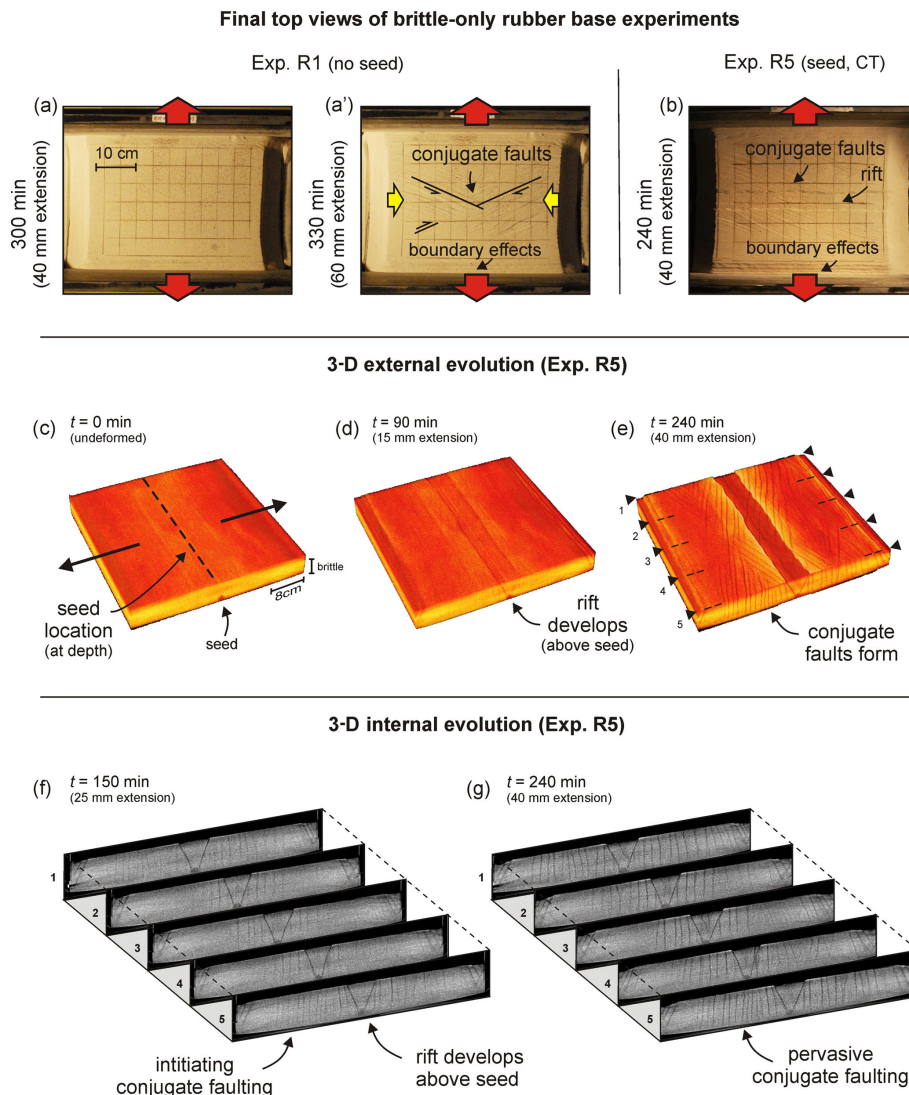 Final top views of brittle-only rubber base experiments
Exp. R1 (no seed)
Exp. R5 (seed, CT)
(a)
(a')
(b)
300 min
(40 mm extension)
10 cm
330 min
(60 mm extension)
conjugate faults
boundary effects
240 min
(40 mm extension)
conjugate faults
rift
boundary effects
3-D external evolution (Exp. R5)
(c)
t = 0 min
(undeformed)
(d)
t = 90 min
(15 mm extension)
(e)
t = 240 min
(40 mm extension)
brittle
8cm
seed
location
(at depth)
seed
rift
develops
(above seed)
1
2
3
4
5
conjugate
faults form
3-D internal evolution (Exp. R5)
(f)
t = 150 min
(25 mm extension)
(g)
t = 240 min
(40 mm extension)
1
2
3
4
5
1
2
3
4
5
intitiating
conjugate faulting
rift develops
above seed
pervasive
conjugate faulting